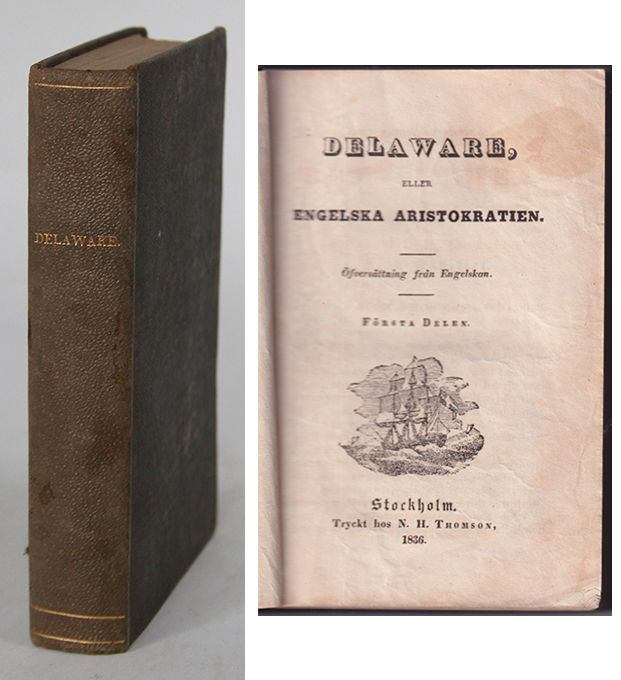 DELAWARE.
DELAWARE,
ELLER
ENGELSKA ARISTOKRATIEN.
Öfversättning från Engelskan.
FÖRSTA DELEN.
Stockholm.
Tryckt hos N. H. THOMSON,
1836.